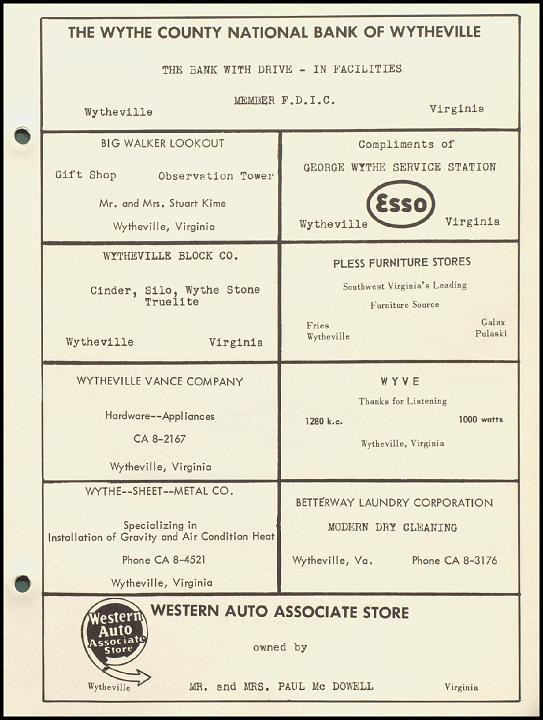 THE WYTHE COUNTY NATIONAL BANK OF WYTHEVILLE
THE BANK WITH DRIVE - IN FACILITIES
MEMBER F.D.I.C.
Wytheville Virginia
BIG WALKER LOOKOUT
Gift Shop Observation Tower
Mr. and Mrs. Stuart Kime
Wytheville, Virginia
Compliments of
GEORGE WYTHE SERVICE STATION
Esso
Wytheville Virginia
WYTHEVILLE BLOCK CO.
Cinder, Silo, Wythe Stone
Truelite
Wytheville Virginia
PLESS FURNITURE STORES
Southwest Virginia's Leading
Furniture Source
Fries Galax
Wytheville Pulaski
WYTHEVILLE VANCE COMPANY
Hardware--Appliances
CA 8-2167
Wytheville, Virginia
WYVE
Thanks for Listening
1280 k.c. 1000 watts
Wytheville, Virginia
WYTHE--SHEET--METAL CO.
Specializing in
Installation of Gravity and Air Condition Heat
Phone CA 8-4521
Wytheville, Virginia
BETTERWAY LAUNDRY CORPORATION
MODERN DRY CLEANING
Wytheville, Va. Phone CA 8-3176
Western
Auto
Associate
Store
WESTERN AUTO ASSOCIATE STORE
owned by
Wytheville MR. and MRS. PAUL Mc DOWELL Virginia